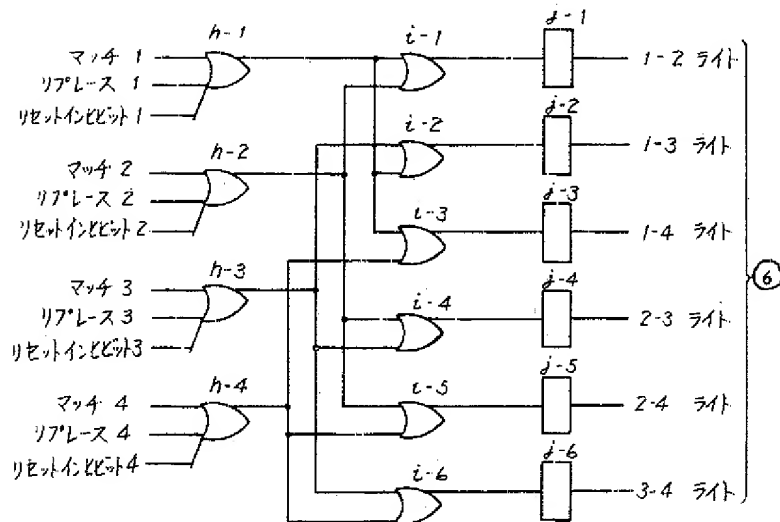 h-1
マッチ 1
リプレース 1
リセットインヒビット 1
h-2
マッチ 2
リプレース 2
リセットインヒビット 2
h-3
マッチ 3
リプレース 3
リセットインヒビット3
h-4
マッチ 4
リプレース 4
リセットインヒビット4
i-1
i-2
i-3
i-4
i-5
i-6
j-1
j-2
j-3
j-4
j-5
j-6
1-2 ライト
1-3 ライト
1-4 ライト
2-3 ライト
2-4 ライト
3-4 ライト
6